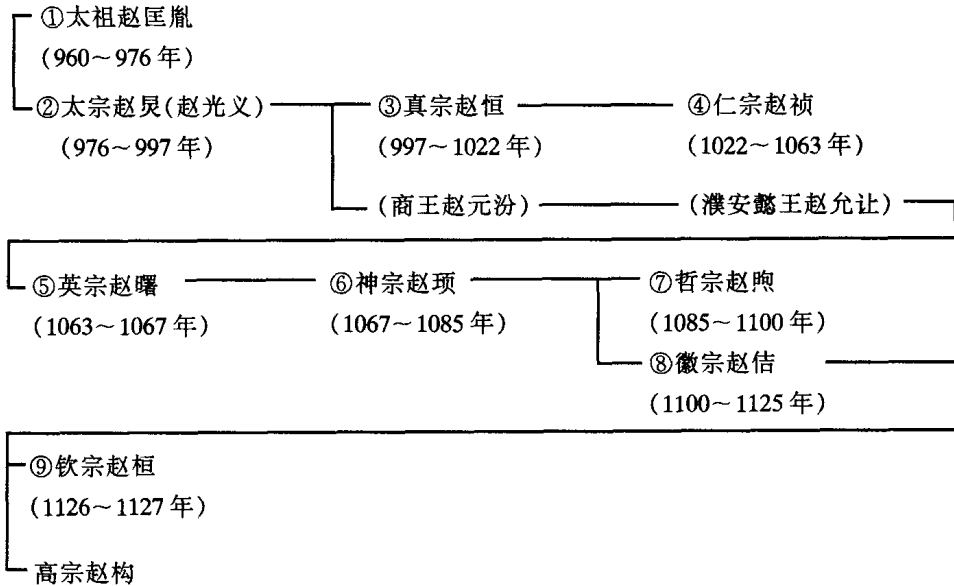 ①太祖赵匡胤
(960～976年)
②太宗赵炅(赵光义) ③真宗赵恒 ④仁宗赵祯
(976～997年) (997～1022年) (1022～1063年)
(商王赵元汾) (濮安懿王赵允让)
⑤英宗赵曙 ⑥神宗赵顼 ⑦哲宗赵煦
(1063～1067年) (1067～1085年) (1085～1100年)
⑧徽宗赵佶
(1100～1125年)
⑨钦宗赵桓
(1126～1127年)
高宗赵构